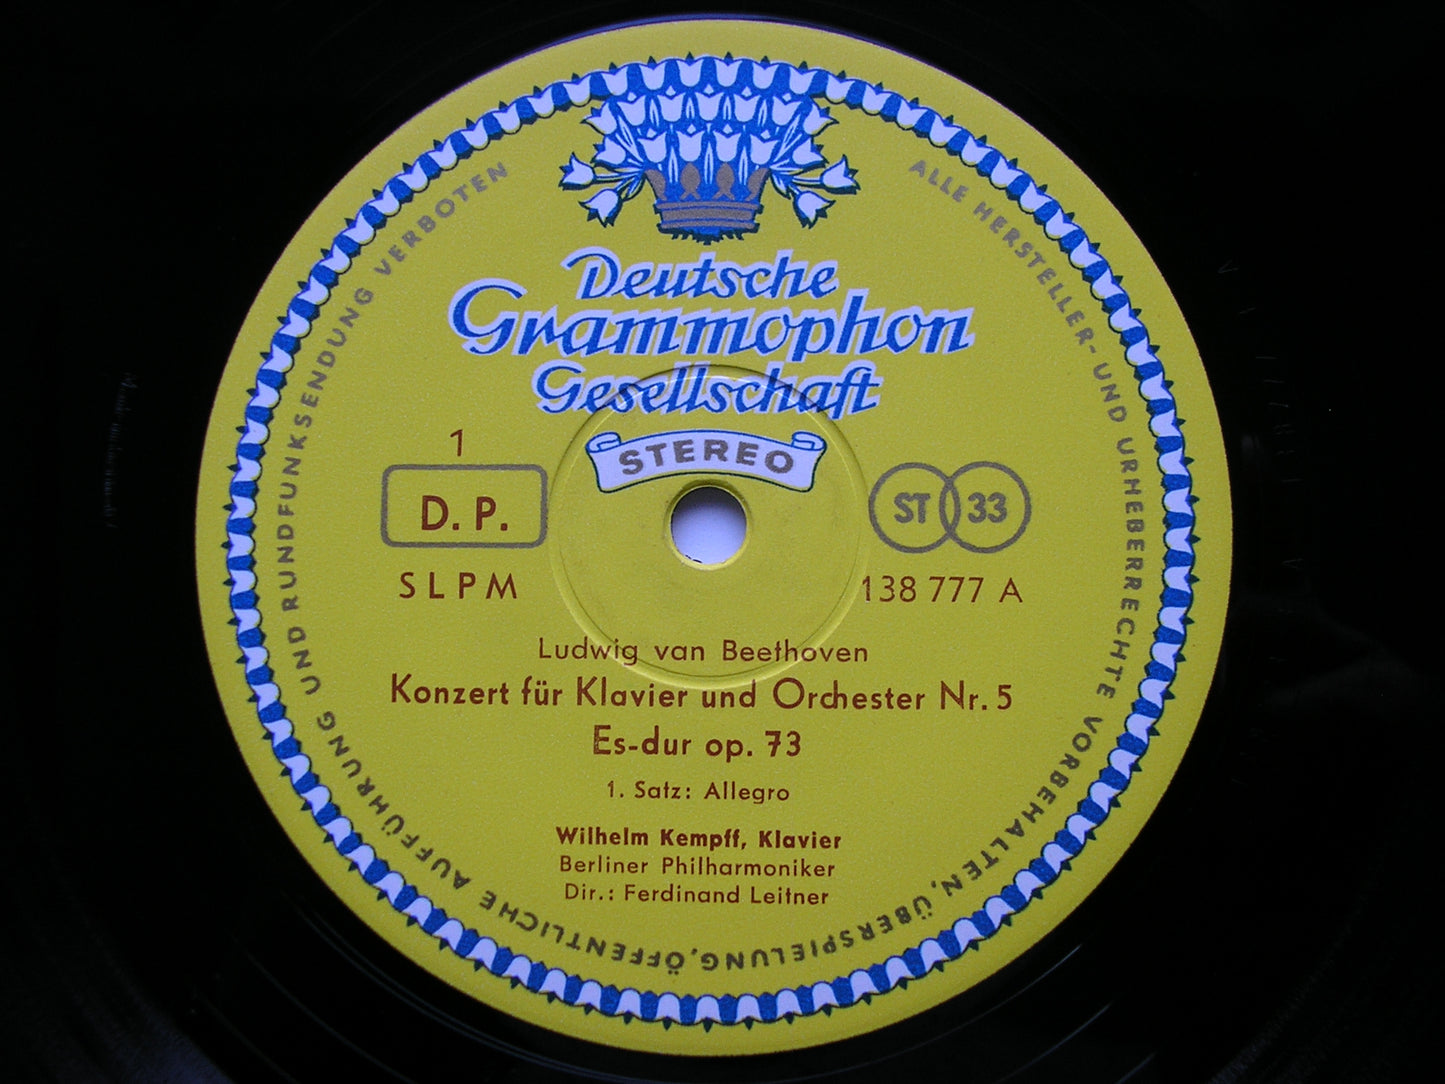 Deutsche
Grammophon
Gesellschaft
STEREO
1
D. P.
ST 33
SLPM
138 777 A
Ludwig van Beethoven
Konzert für Klavier und Orchester Nr. 5
Es-dur op. 73
1. Satz: Allegro
Wilhelm Kempff, Klavier
Berliner Philharmoniker
Dir.: Ferdinand Leitner
ALLE HERSTELLER- UND URHEBERRECHTE VORBEHALTEN, ÜBERSPIELUNG, ÖFFENTLICHE AUFFÜHRUNG UND RUNDFUNKSENDUNG VERBOTEN